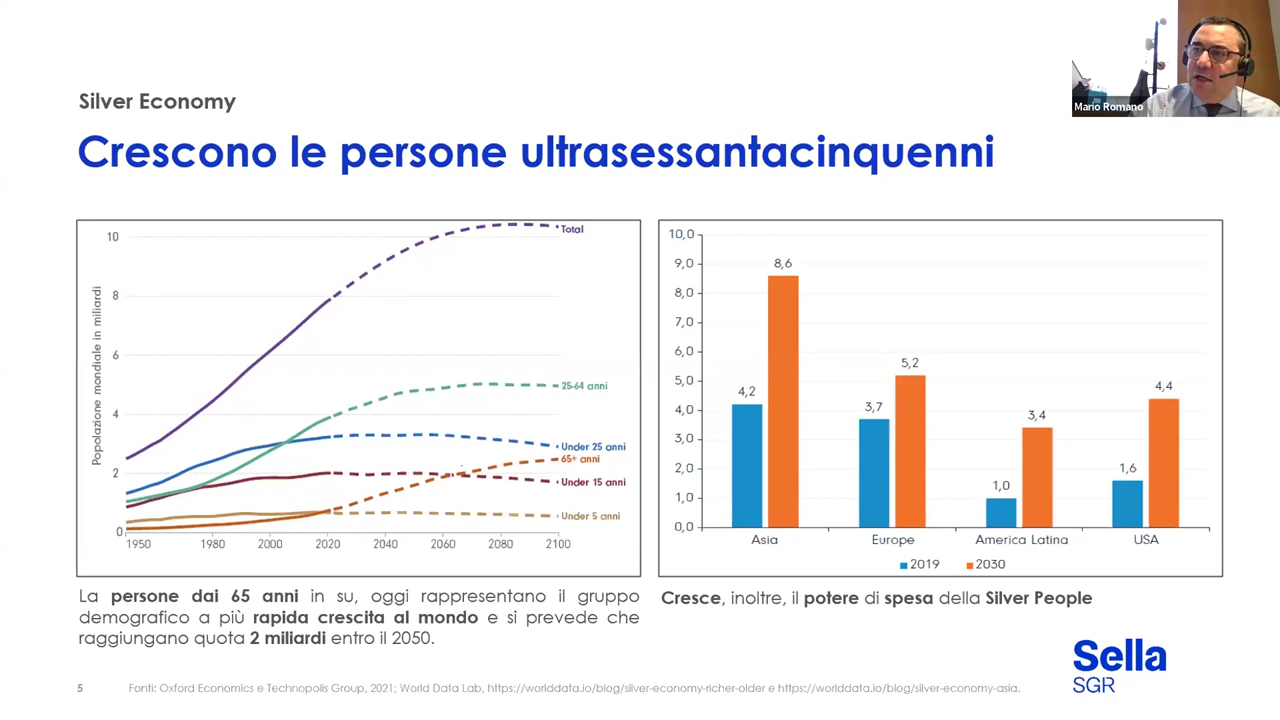 Mario Romano
Silver Economy
Crescono le persone ultrasessantacinquenni
Popolazione mondiale in miliardi
10
8
6
4
2
0
1950
1980
2000
2020
2040
2060
2080
2100
Total
25-64 anni
Under 25 anni
65+ anni
Under 15 anni
Under 5 anni
10,0
9,0
8,0
7,0
6,0
5,0
4,0
3,0
2,0
1,0
0,0
4,2
8,6
3,7
5,2
1,0
3,4
1,6
4,4
Asia
Europe
America Latina
USA
2019
2030
La persone dai 65 anni in su, oggi rappresentano il gruppo
demografico a più rapida crescita al mondo e si prevede che
raggiungano quota 2 miliardi entro il 2050.
Cresce, inoltre, il potere di spesa della Silver People
Sella
SGR
5
Fonti: Oxford Economics e Technopolis Group, 2021; World Data Lab, https://worlddata.io/blog/silver-economy-richer-older e https://worlddata.io/blog/silver-economy-asia.